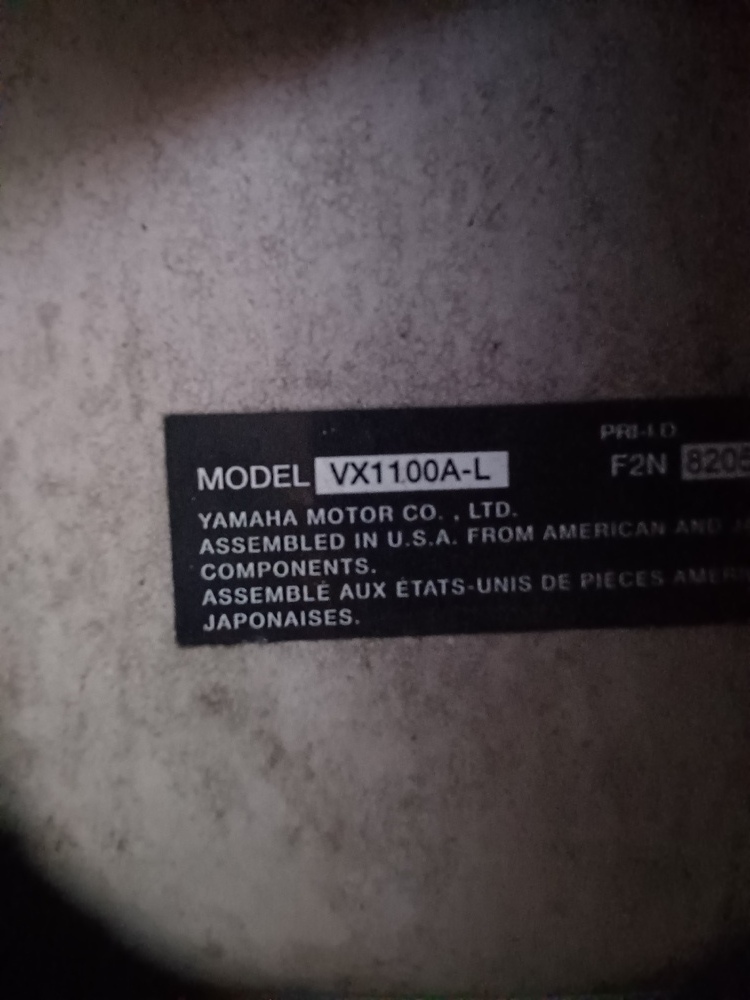 PRI-I.D
MODEL VX1100A-L F2N 8205
YAMAHA MOTOR CO. , LTD.
ASSEMBLED IN U.S.A. FROM AMERICAN AND
COMPONENTS.
ASSEMBLÉ AUX ÉTATS-UNIS DE PIÈCES
JAPONAISES.